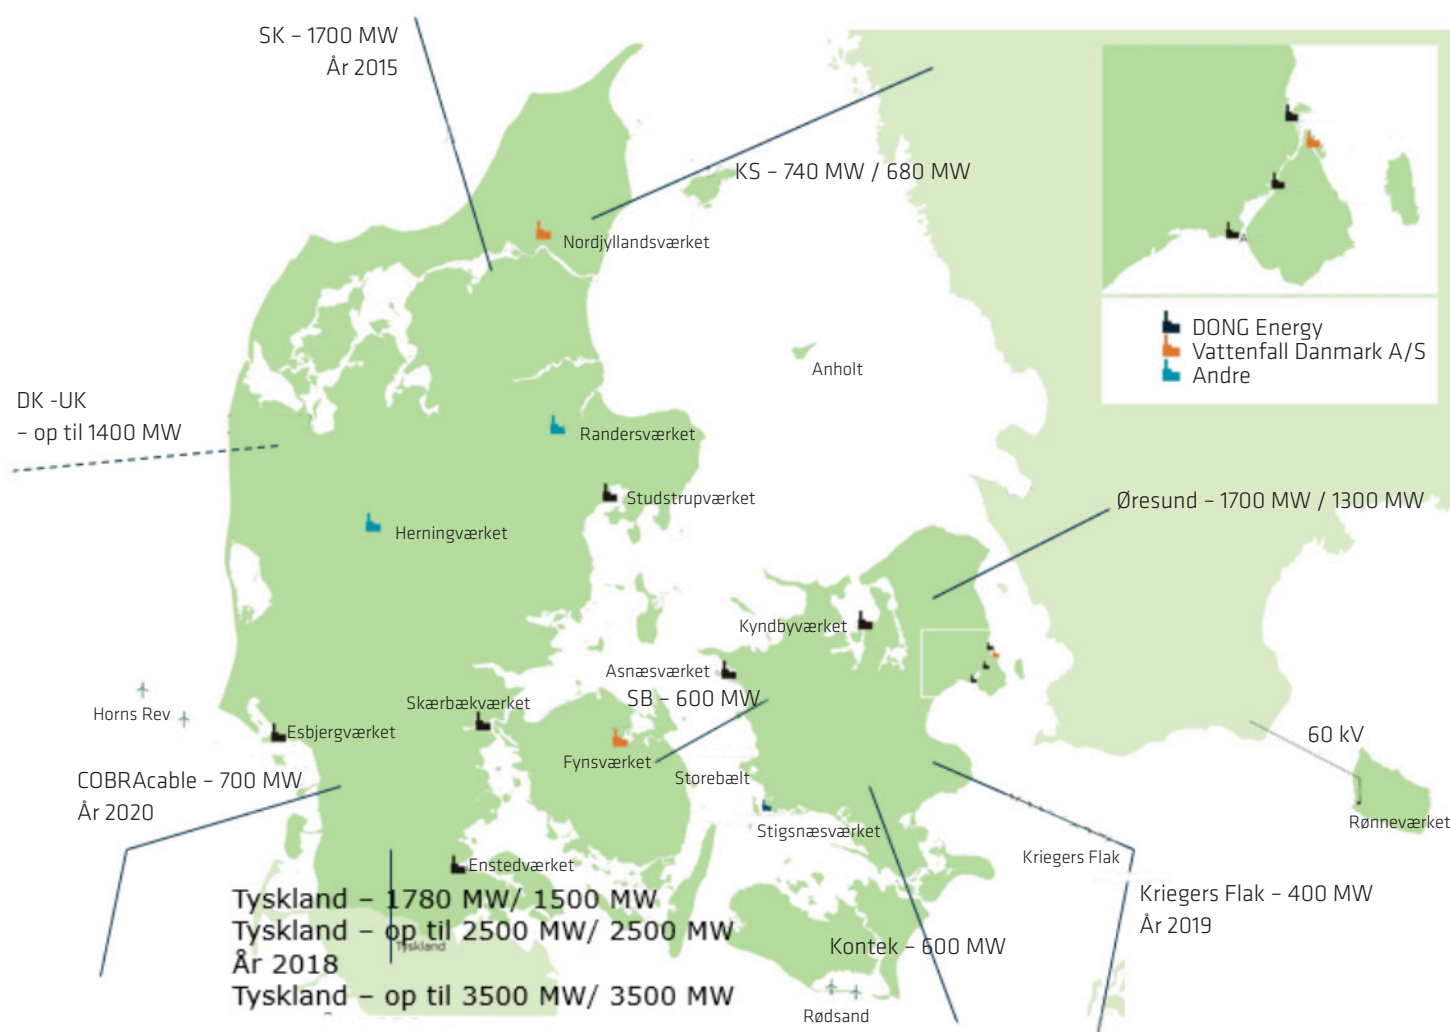 SK – 1700 MW
År 2015
KS – 740 MW / 680 MW
Nordjyllandsværket
DONG Energy
Vattenfall Danmark A/S
Andre
Anholt
DK -UK
– op til 1400 MW
Randersværket
Studstrupværket
Øresund – 1700 MW / 1300 MW
Herningværket
Kyndbyværket
Asnæsværket
SB – 600 MW
Skærbækværket
Horns Rev
Esbjergværket
60 kV
Fynsværket
Storebælt
COBRAcable – 700 MW
År 2020
Rønneværket
Stigsnæsværket
Kriegers Flak
Enstedværket
Kriegers Flak – 400 MW
År 2019
Tyskland – 1780 MW/ 1500 MW
Tyskland – op til 2500 MW/ 2500 MW
Tyskland
År 2018
Tyskland – op til 3500 MW/ 3500 MW
Kontek – 600 MW
Rødsand